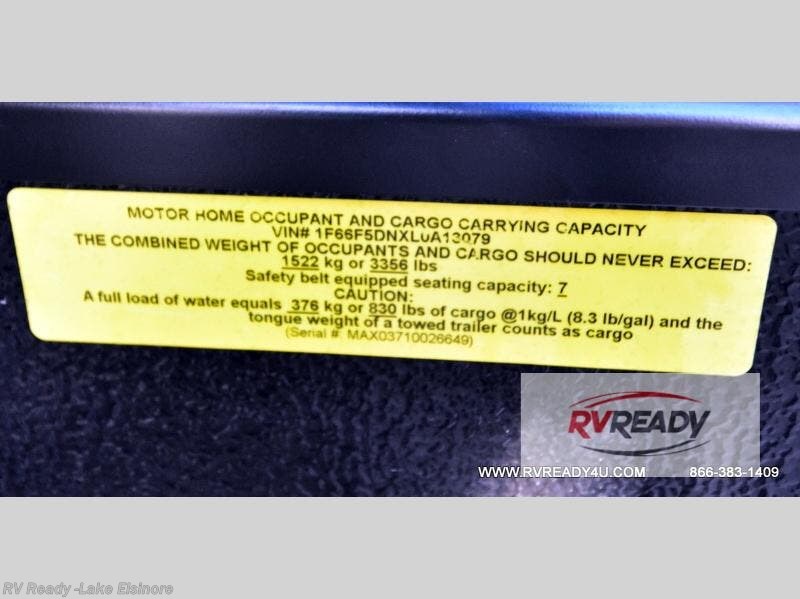 MOTOR HOME OCCUPANT AND CARGO CARRYING CAPACITY
VIN# 1F66F5DNXL0A13079
THE COMBINED WEIGHT OF OCCUPANTS AND CARGO SHOULD NEVER EXCEED:
1522 kg or 3356 lbs
Safety belt equipped seating capacity: 7
CAUTION:
A full load of water equals 376 kg or 830 lbs of cargo @1kg/L (8.3 lb/gal) and the
tongue weight of a towed trailer counts as cargo
(Serial #: MAX03710026649)
RVREADY
WWW.RVREADY4U.COM 866-383-1409
RV Ready -Lake Elsinore